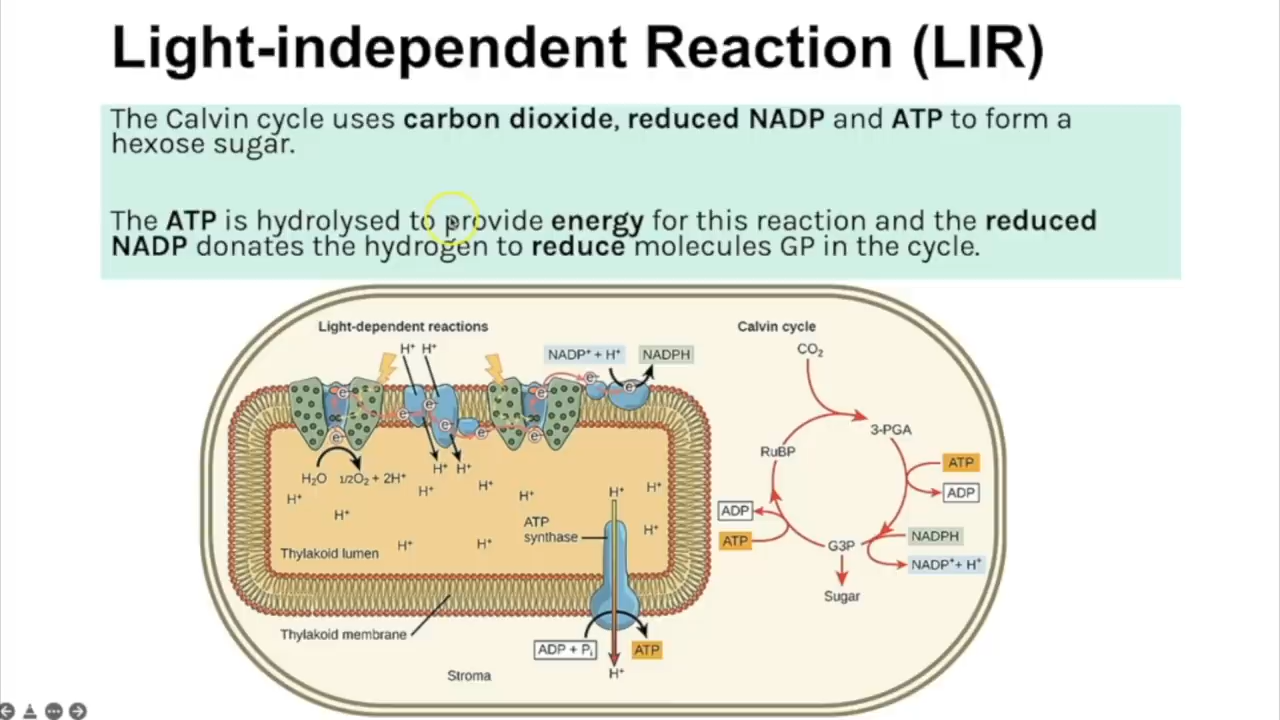 Light-independent Reaction (LIR)
The Calvin cycle uses carbon dioxide, reduced NADP and ATP to form a
hexose sugar.
The ATP is hydrolysed to provide energy for this reaction and the reduced
NADP donates the hydrogen to reduce molecules GP in the cycle.
Light-dependent reactions
Calvin cycle
H⁺ H⁺
NADP⁺ + H⁺
NADPH
CO₂
e⁻
e⁻
e⁻
e⁻
e⁻
e⁻
e⁻
e⁻
e⁻
e⁻
3-PGA
RuBP
H₂O
1/2O₂ + 2H⁺
H⁺ H⁺
H⁺
H⁺
H⁺
H⁺
H⁺
H⁺
H⁺
H⁺
H⁺
H⁺
ATP
ADP
ADP
ATP
ATP
synthase
G3P
NADPH
NADP⁺+ H⁺
Sugar
Thylakoid lumen
Thylakoid membrane
ADP + Pᵢ
ATP
Stroma
H⁺